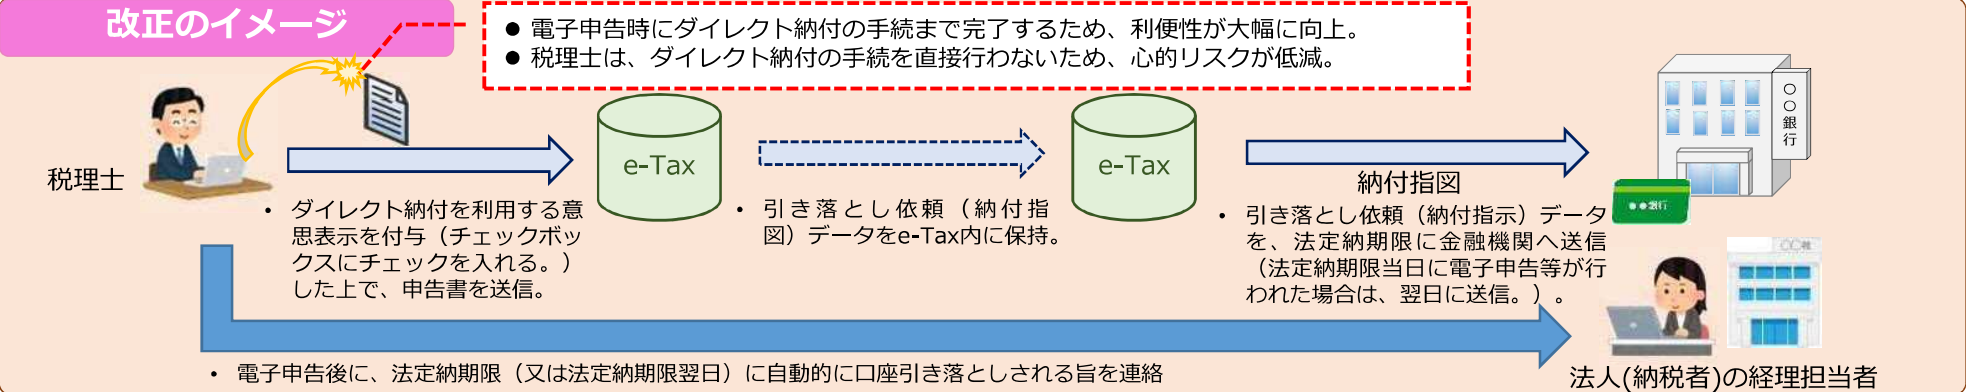 改正のイメージ
● 電子申告時にダイレクト納付の手続まで完了するため、利便性が大幅に向上。
● 税理士は、ダイレクト納付の手続を直接行わないため、心的リスクが低減。
税理士
e-Tax
e-Tax
○○銀行
納付指図
●●銀行
• ダイレクト納付を利用する意
思表示を付与（チェックボッ
クスにチェックを入れる。）
した上で、申告書を送信。
• 引き落とし依頼（納付指
図）データをe-Tax内に保持。
• 引き落とし依頼（納付指示）データ
を、法定納期限に金融機関へ送信
（法定納期限当日に電子申告等が行
われた場合は、翌日に送信。）。
○○社
• 電子申告後に、法定納期限（又は法定納期限翌日）に自動的に口座引き落としされる旨を連絡
法人(納税者)の経理担当者